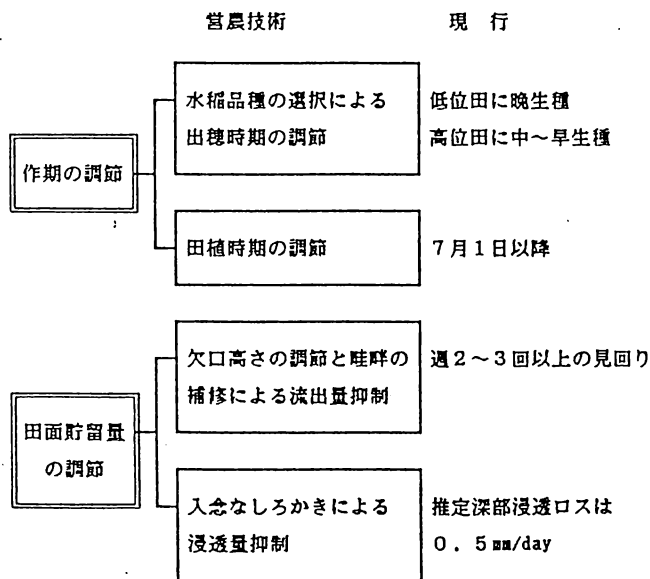 営農技術
現 行
水稲品種の選択による
出穂時期の調節
低位田に晩生種
高位田に中～早生種
作期の調節
田植時期の調節
7月1日以降
欠口高さの調節と畦畔の
補修による流出量抑制
週2～3回以上の見回り
田面貯留量
の調節
入念なしろかきによる
浸透量抑制
推定深部浸透ロスは
0.5㎜/day